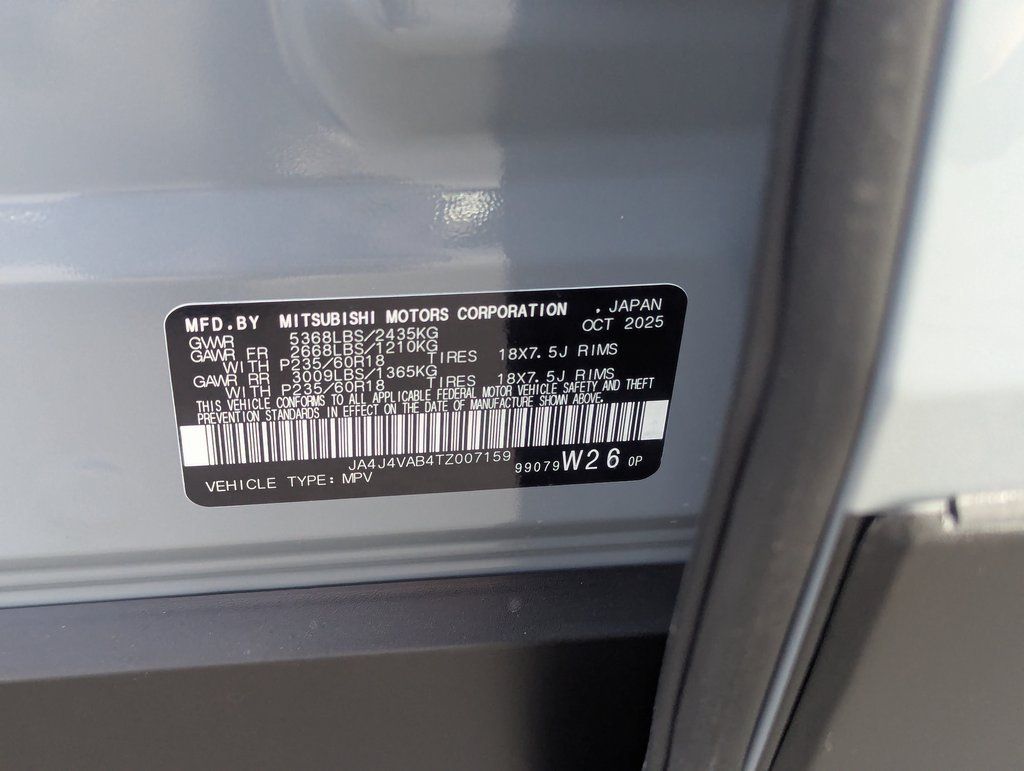 MFD.BY MITSUBISHI MOTORS CORPORATION . JAPAN
OCT 2025
GVWR 5368LBS/2435KG
GAWR FR 2668LBS/1210KG
WITH P235/60R18 TIRES 18X7.5J RIMS
GAWR RR 3009LBS/1365KG
WITH P235/60R18 TIRES 18X7.5J RIMS
THIS VEHICLE CONFORMS TO ALL APPLICABLE FEDERAL MOTOR VEHICLE SAFETY AND THEFT
PREVENTION STANDARDS IN EFFECT ON THE DATE OF MANUFACTURE SHOWN ABOVE.
JA4J4VAB4TZ007159
99079 W26 0P
VEHICLE TYPE: MPV